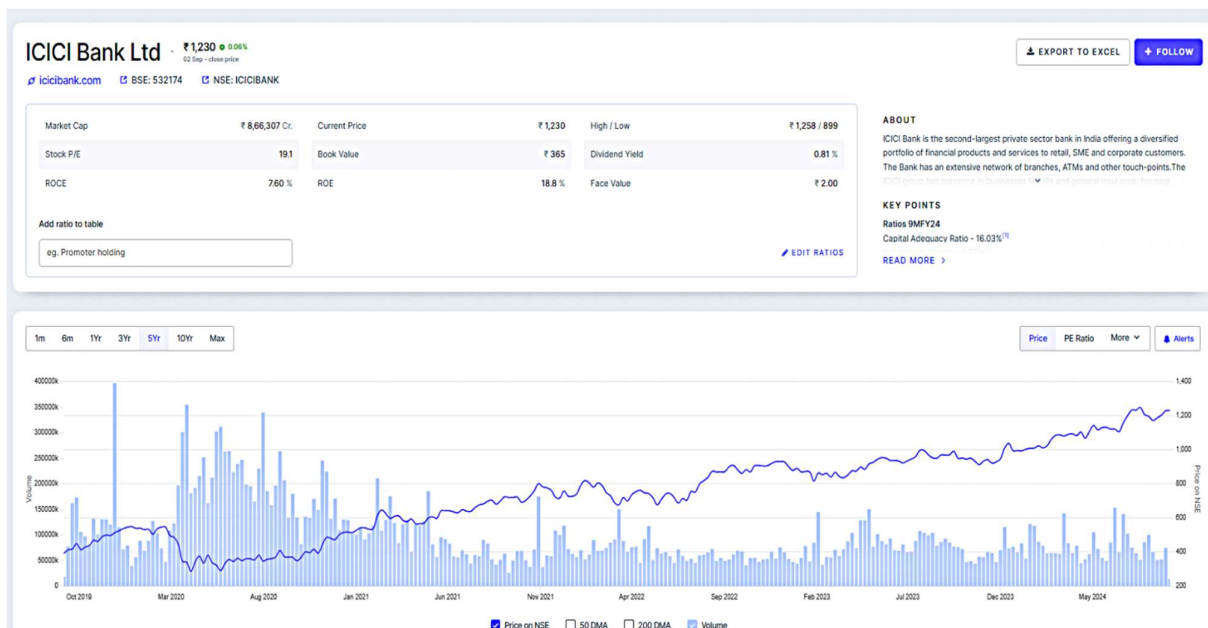 ICICI Bank Ltd · ₹ 1,230 0.06%
02 Sep - close price
EXPORT TO EXCEL
+ FOLLOW
icicibank.com BSE: 532174 NSE: ICICIBANK
Market Cap ₹ 8,66,307 Cr. Current Price ₹ 1,230 High / Low ₹ 1,258 / 899
Stock P/E 19.1 Book Value ₹ 365 Dividend Yield 0.81 %
ROCE 7.60 % ROE 18.8 % Face Value ₹ 2.00
Add ratio to table
eg. Promoter holding
EDIT RATIOS
ABOUT
ICICI Bank is the second-largest private sector bank in India offering a diversified
portfolio of financial products and services to retail, SME and corporate customers.
The Bank has an extensive network of branches, ATMs and other touch-points.The
KEY POINTS
Ratios 9MFY24
Capital Adequacy Ratio - 16.03%[1]
READ MORE >
1m 6m 1Yr 3Yr 5Yr 10Yr Max
Price PE Ratio More Alerts
400000k
350000k
300000k
250000k
200000k
150000k
100000k
50000k
0
Volume
1,400
1,200
1,000
800
600
400
200
Price on NSE
Oct 2019 Mar 2020 Aug 2020 Jan 2021 Jun 2021 Nov 2021 Apr 2022 Sep 2022 Feb 2023 Jul 2023 Dec 2023 May 2024
Price on NSE 50 DMA 200 DMA Volume